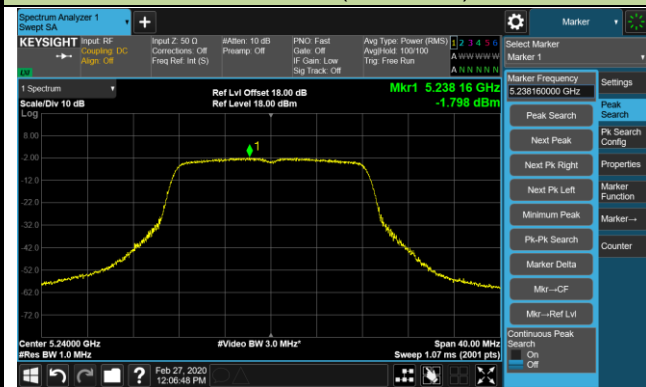 Spectrum Analyzer 1
Swept SA
Marker
KEYSIGHT Input: RF
Coupling: DC
Align: Off
Input Z: 50 Ω
Corrections: Off
Freq Ref: Int (S)
#Atten: 10 dB
Preamp: Off
PNO: Fast
Gate: Off
IF Gain: Low
Sig Track: Off
Avg Type: Power (RMS)
Avg|Hold: 100/100
Trig: Free Run
1 2 3 4 5 6
A W W W W W
A N N N N N
Select Marker
Marker 1
LXI
1 Spectrum
Scale/Div 10 dB
Log
Ref Lvl Offset 18.00 dB
Ref Level 18.00 dBm
Mkr1 5.238 16 GHz
-1.798 dBm
8.00
-2.00
-12.0
-22.0
-32.0
-42.0
-52.0
-62.0
-72.0
1
Center 5.24000 GHz
#Res BW 1.0 MHz
#Video BW 3.0 MHz*
Span 40.00 MHz
Sweep 1.07 ms (2001 pts)
Marker Frequency
5.238160000 GHz
Peak Search
Next Peak
Next Pk Right
Next Pk Left
Minimum Peak
Pk-Pk Search
Marker Delta
Mkr→CF
Mkr→Ref Lvl
Continuous Peak
Search
On
Off
Settings
Peak
Search
Pk Search
Config
Properties
Marker
Function
Marker→
Counter
Feb 27, 2020
12:06:48 PM